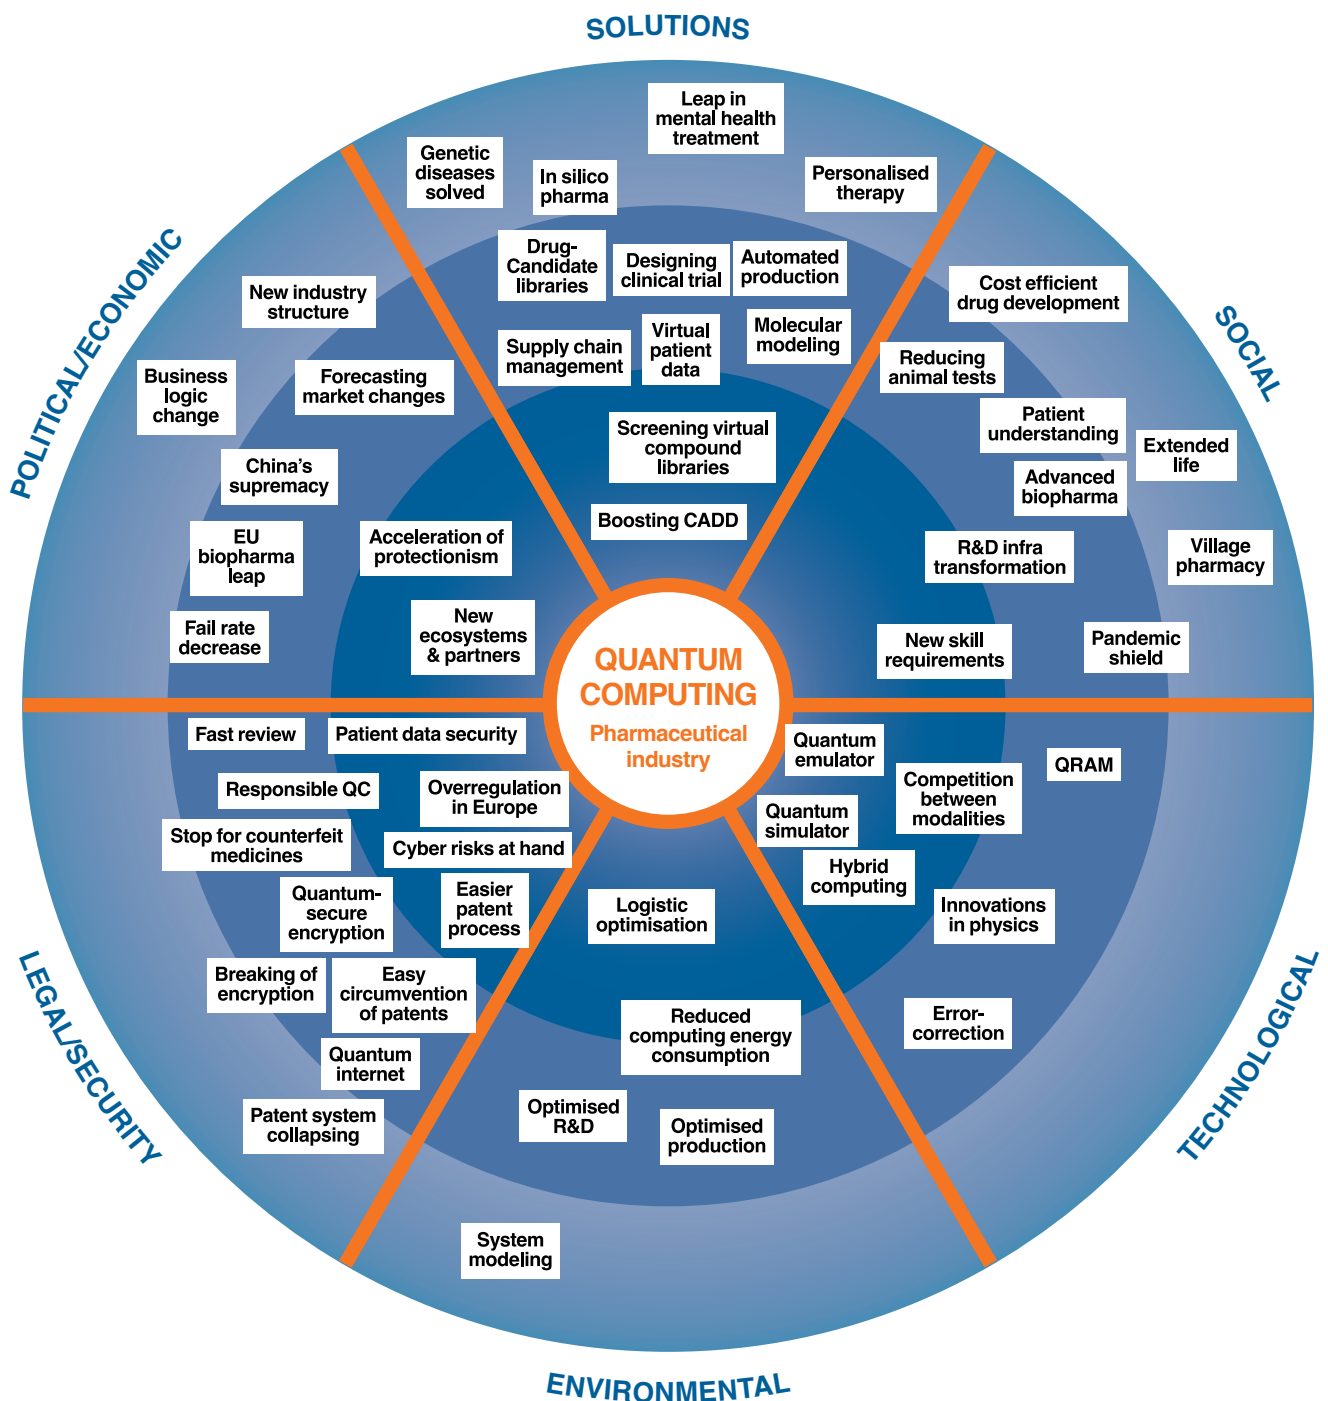 SOLUTIONS
Leap in
mental health
treatment
Genetic
diseases
solved
In silico
pharma
Personalised
therapy
Drug-
Candidate
libraries
Designing
clinical trial
Automated
production
Supply chain
management
Virtual
patient
data
Molecular
modeling
Screening virtual
compound
libraries
Boosting CADD
SOCIAL
Cost efficient
drug development
Reducing
animal tests
Patient
understanding
Extended
life
Advanced
biopharma
R&D infra
transformation
Village
pharmacy
New skill
requirements
Pandemic
shield
POLITICAL/ECONOMIC
New industry
structure
Business
logic
change
Forecasting
market changes
China's
supremacy
EU
biopharma
leap
Acceleration of
protectionism
Fail rate
decrease
New
ecosystems
& partners
QUANTUM
COMPUTING
Pharmaceutical
industry
LEGAL/SECURITY
Fast review
Patient data security
Responsible QC
Overregulation
in Europe
Stop for counterfeit
medicines
Cyber risks at hand
Quantum-
secure
encryption
Easier
patent
process
Breaking of
encryption
Easy
circumvention
of patents
Quantum
internet
Patent system
collapsing
TECHNOLOGICAL
Quantum
emulator
QRAM
Competition
between
modalities
Quantum
simulator
Hybrid
computing
Innovations
in physics
Error-
correction
Logistic
optimisation
Reduced
computing energy
consumption
Optimised
R&D
Optimised
production
System
modeling
ENVIRONMENTAL